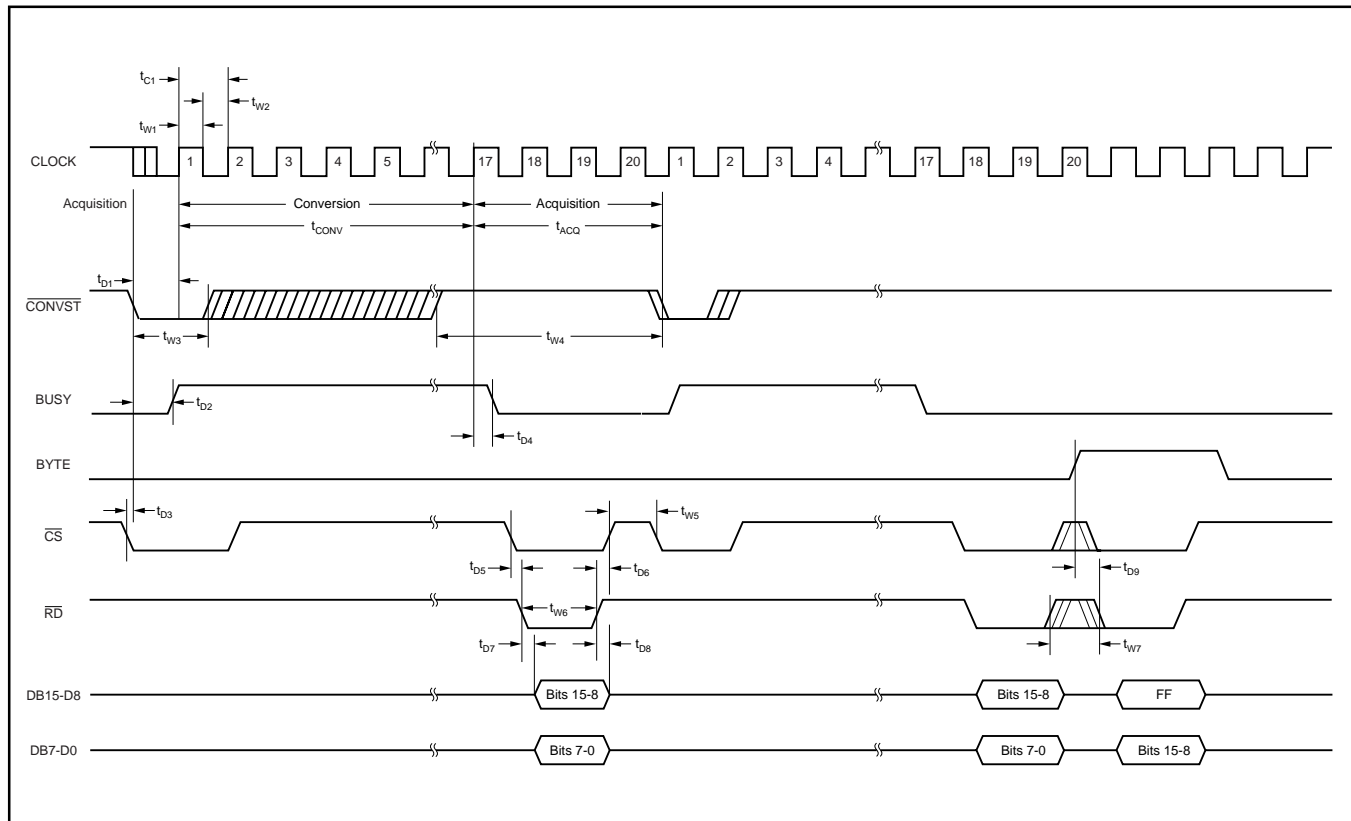 tC1
tW2
tW1
CLOCK 1 2 3 4 5 17 18 19 20 1 2 3 4 17 18 19 20
Acquisition Conversion Acquisition
tCONV tACQ
tD1
CONVST
tW3 tW4
BUSY tD2
tD4
BYTE
tD3 tW5
CS
tD5 tD6 tD9
RD tW6
tD7 tD8 tW7
DB15-D8 Bits 15-8 Bits 15-8 FF
DB7-D0 Bits 7-0 Bits 7-0 Bits 15-8